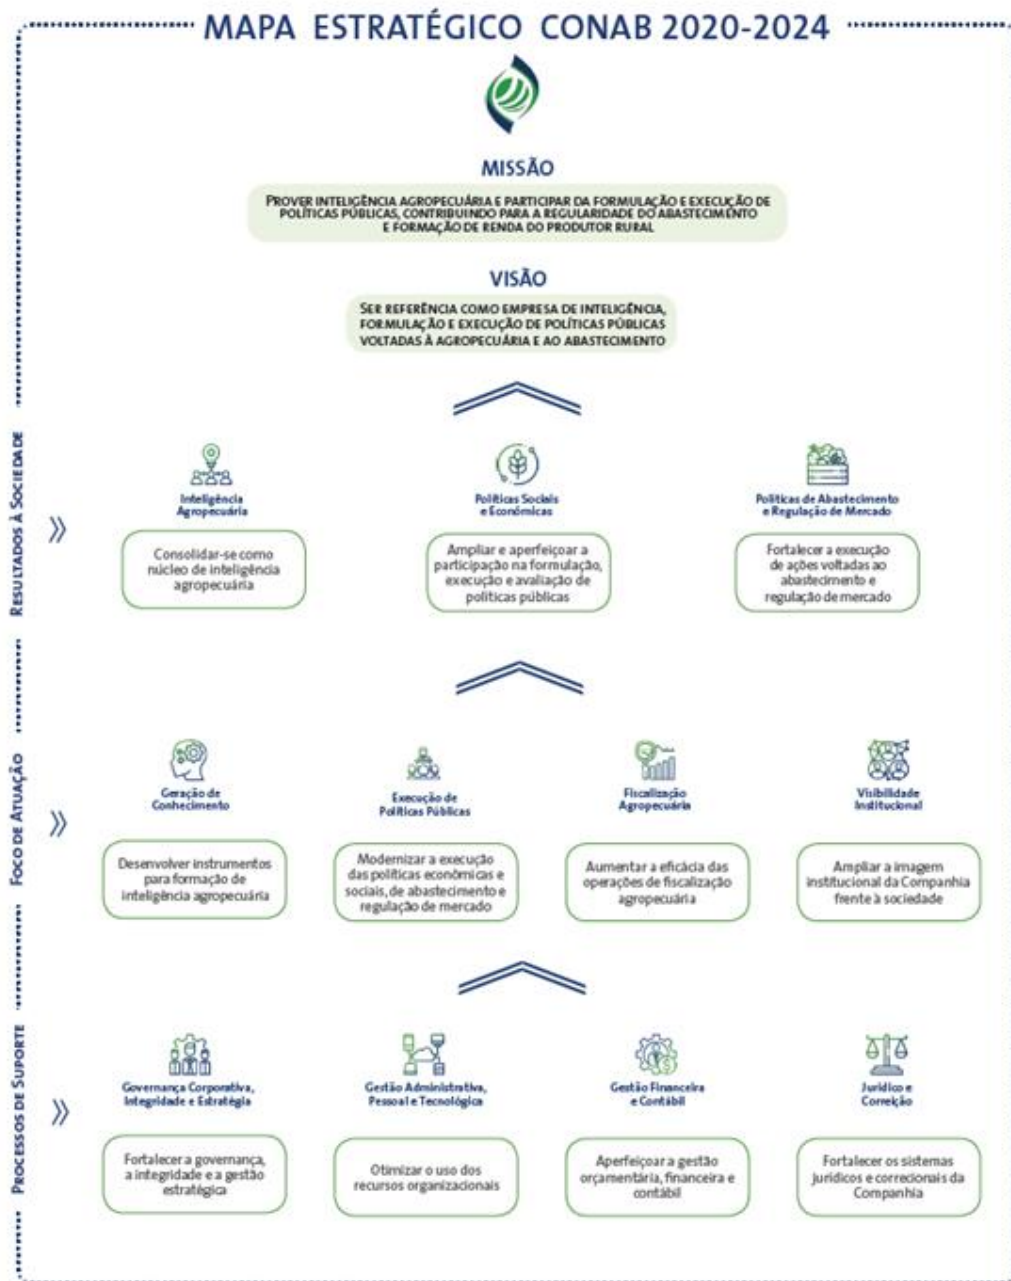 MAPA ESTRATÉGICO CONAB 2020-2024
MISSÃO
PROVER INTELIGÊNCIA AGROPECUÁRIA E PARTICIPAR DA FORMULAÇÃO E EXECUÇÃO DE
POLÍTICAS PÚBLICAS, CONTRIBUINDO PARA A REGULARIDADE DO ABASTECIMENTO
E FORMAÇÃO DE RENDA DO PRODUTOR RURAL
VISÃO
SER REFERÊNCIA COMO EMPRESA DE INTELIGÊNCIA,
FORMULAÇÃO E EXECUÇÃO DE POLÍTICAS PÚBLICAS
VOLTADAS À AGROPECUÁRIA E AO ABASTECIMENTO
RESULTADOS À SOCIEDADE
Inteligência
Agropecuária
Consolidar-se como
núcleo de inteligência
agropecuária
Políticas Sociais
e Econômicas
Ampliar e aperfeiçoar a
participação na formulação,
execução e avaliação de
políticas públicas
Políticas de Abastecimento
e Regulação de Mercado
Fortalecer a execução
de ações voltadas ao
abastecimento e
regulação de mercado
FOCO DE ATUAÇÃO
Geração de
Conhecimento
Desenvolver instrumentos
para formação de
inteligência agropecuária
Execução de
Políticas Públicas
Modernizar a execução
das políticas econômicas e
sociais, de abastecimento e
regulação de mercado
Fiscalização
Agropecuária
Aumentar a eficácia das
operações de fiscalização
agropecuária
Visibilidade
Institucional
Ampliar a imagem
institucional da Companhia
frente à sociedade
PROCESSOS DE SUPORTE
Governança Corporativa,
Integridade e Estratégia
Fortalecer a governança,
a integridade e a gestão
estratégica
Gestão Administrativa,
Pessoal e Tecnológica
Otimizar o uso dos
recursos organizacionais
Gestão Financeira
e Contábil
Aperfeiçoar a gestão
orçamentária, financeira e
contábil
Jurídico e
Correição
Fortalecer os sistemas
jurídicos e correcionais da
Companhia